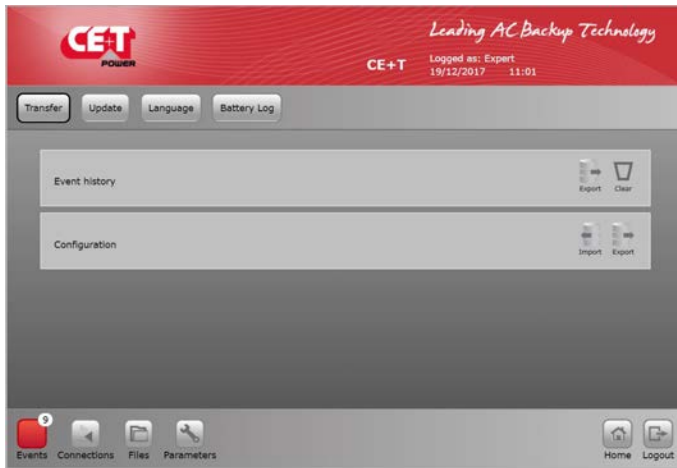 CE+T
POWER
Leading AC Backup Technology
CE+T
Logged as: Expert
19/12/2017 11:01
Transfer
Update
Language
Battery Log
Event history
Export
Clear
Configuration
Import
Export
9
Events
Connections
Files
Parameters
Home
Logout